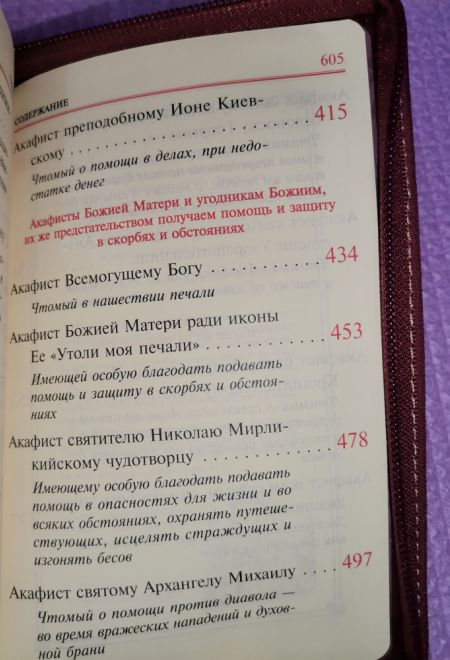 605
СОДЕРЖАНИЕ
Акафист преподобному Ионе Киев-
скому . . . . . . . . . . . . . . . . . . 415
Чтомый о помощи в делах, при недо-
статке денег
Акафисты Божией Матери и угодникам Божиим,
их же предстательством получаем помощь и защиту
в скорбях и обстояниях
Акафист Всемогущему Богу . . . . . . . . . . 434
Чтомый в нашествии печали
Акафист Божией Матери ради иконы
Ее «Утоли моя печали» . . . . . . . . . . . 453
Имеющей особую благодать подавать
помощь и защиту в скорбях и обстоя-
ниях
Акафист святителю Николаю Мирли-
кийскому чудотворцу . . . . . . . . . . . . 478
Имеющему особую благодать подавать
помощь в опасностях для жизни и во
всяких обстояниях, охранять путеше-
ствующих, исцелять страждущих и
изгонять бесов
Акафист святому Архангелу Михаилу . . . . 497
Чтомый о помощи против диавола —
во время вражеских нападений и духов-
ной брани